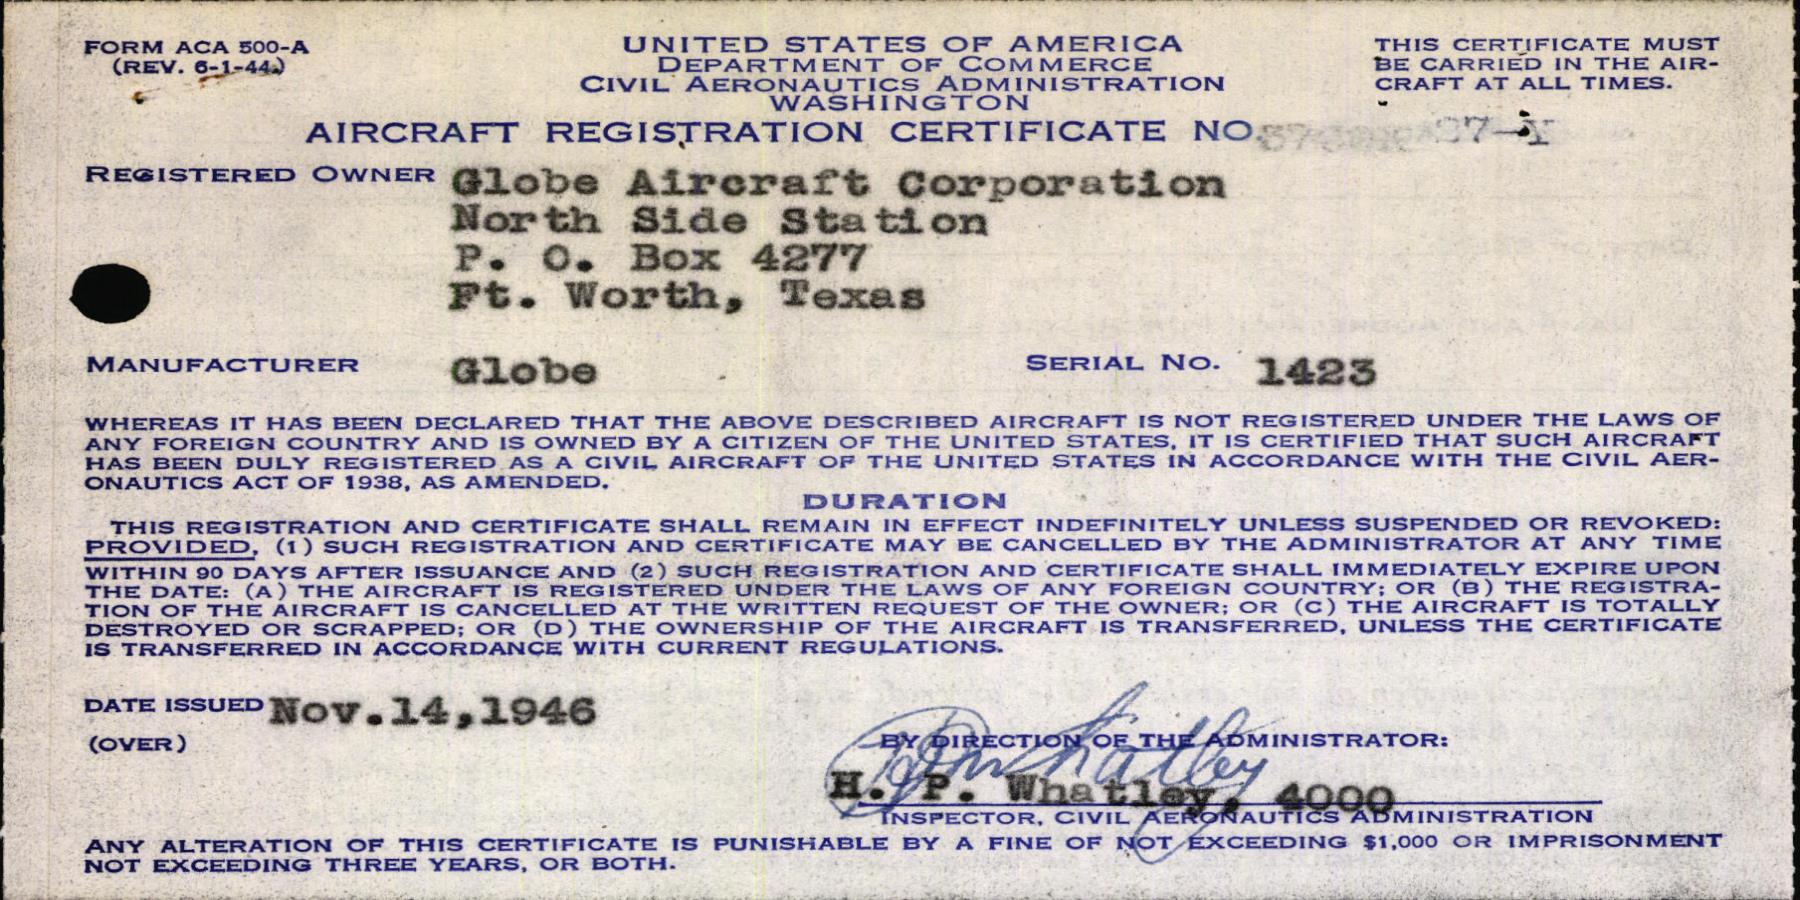 FORM ACA 500-A
(REV. 6-1-44)
UNITED STATES OF AMERICA
DEPARTMENT OF COMMERCE
CIVIL AERONAUTICS ADMINISTRATION
WASHINGTON
THIS CERTIFICATE MUST
BE CARRIED IN THE AIR-
CRAFT AT ALL TIMES.
AIRCRAFT REGISTRATION CERTIFICATE NO.
REGISTERED OWNER Globe Aircraft Corporation
North Side Station
P. O. Box 4277
Ft. Worth, Texas
MANUFACTURER Globe SERIAL NO. 1423
WHEREAS IT HAS BEEN DECLARED THAT THE ABOVE DESCRIBED AIRCRAFT IS NOT REGISTERED UNDER THE LAWS OF
ANY FOREIGN COUNTRY AND IS OWNED BY A CITIZEN OF THE UNITED STATES, IT IS CERTIFIED THAT SUCH AIRCRAFT
HAS BEEN DULY REGISTERED AS A CIVIL AIRCRAFT OF THE UNITED STATES IN ACCORDANCE WITH THE CIVIL AER-
ONAUTICS ACT OF 1938, AS AMENDED.
DURATION
THIS REGISTRATION AND CERTIFICATE SHALL REMAIN IN EFFECT INDEFINITELY UNLESS SUSPENDED OR REVOKED:
PROVIDED, (1) SUCH REGISTRATION AND CERTIFICATE MAY BE CANCELLED BY THE ADMINISTRATOR AT ANY TIME
WITHIN 90 DAYS AFTER ISSUANCE AND (2) SUCH REGISTRATION AND CERTIFICATE SHALL IMMEDIATELY EXPIRE UPON
THE DATE: (A) THE AIRCRAFT IS REGISTERED UNDER THE LAWS OF ANY FOREIGN COUNTRY; OR (B) THE REGISTRA-
TION OF THE AIRCRAFT IS CANCELLED AT THE WRITTEN REQUEST OF THE OWNER; OR (C) THE AIRCRAFT IS TOTALLY
DESTROYED OR SCRAPPED; OR (D) THE OWNERSHIP OF THE AIRCRAFT IS TRANSFERRED, UNLESS THE CERTIFICATE
IS TRANSFERRED IN ACCORDANCE WITH CURRENT REGULATIONS.
DATE ISSUED Nov.14,1946
(OVER)
BY DIRECTION OF THE ADMINISTRATOR:
H. P. Whatley, 4000
INSPECTOR, CIVIL AERONAUTICS ADMINISTRATION
ANY ALTERATION OF THIS CERTIFICATE IS PUNISHABLE BY A FINE OF NOT EXCEEDING $1,000 OR IMPRISONMENT
NOT EXCEEDING THREE YEARS, OR BOTH.